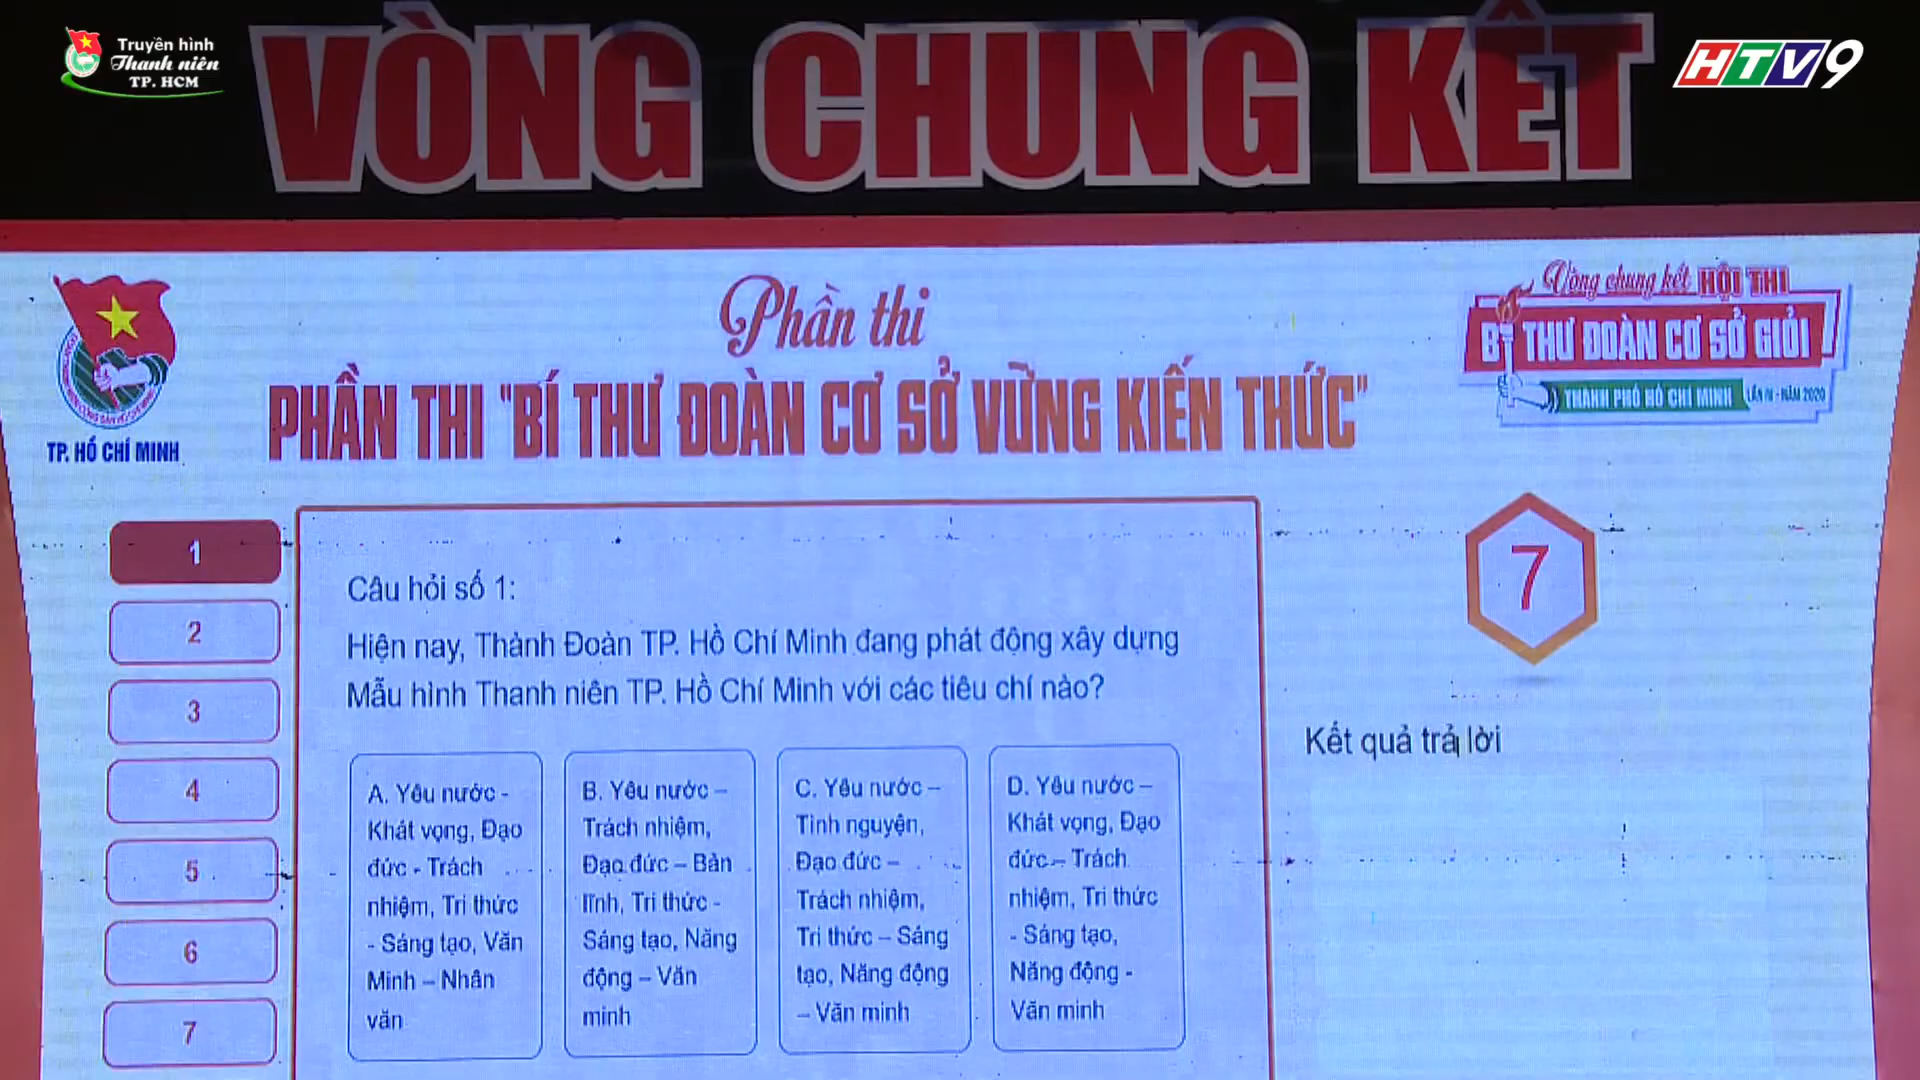 Truyền hình
Thanh niên
TP. HCM
VÒNG CHUNG KẾT
HTV9
TP. HỒ CHÍ MINH
Phần thi
PHẦN THI "BÍ THƯ ĐOÀN CƠ SỞ VỮNG KIẾN THỨC"
Vòng chung kết HỘI THI
BÍ THƯ ĐOÀN CƠ SỞ GIỎI
THÀNH PHỐ HỒ CHÍ MINH
NĂM 2020
1
2
3
4
5
6
7
Câu hỏi số 1:
Hiện nay, Thành Đoàn TP. Hồ Chí Minh đang phát động xây dựng
Mẫu hình Thanh niên TP. Hồ Chí Minh với các tiêu chí nào?
A. Yêu nước -
Khát vọng, Đạo
đức - Trách
nhiệm, Tri thức
- Sáng tạo, Văn
Minh – Nhân
văn
B. Yêu nước –
Trách nhiệm,
Đạo đức – Bản
lĩnh, Tri thức -
Sáng tạo, Năng
động – Văn
minh
C. Yêu nước –
Tình nguyện,
Đạo đức –
Trách nhiệm,
Tri thức – Sáng
tạo, Năng động
– Văn minh
D. Yêu nước –
Khát vọng, Đạo
đức – Trách
nhiệm, Tri thức
- Sáng tạo,
Năng động -
Văn minh
7
Kết quả trả lời